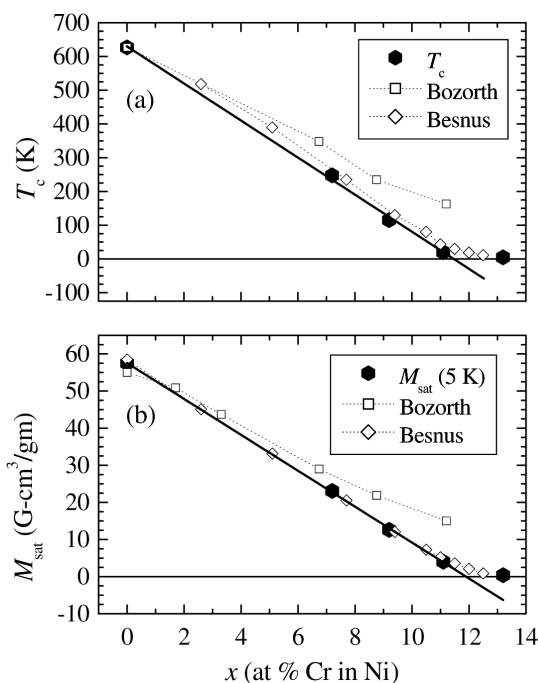 700
600
500
400
300
200
100
0
-100
T_c (K)
(a)
T_c
Bozorth
Besnus
60
50
40
30
20
10
0
-10
M_sat (G-cm³/gm)
(b)
M_sat (5 K)
Bozorth
Besnus
0 2 4 6 8 10 12 14
x (at % Cr in Ni)